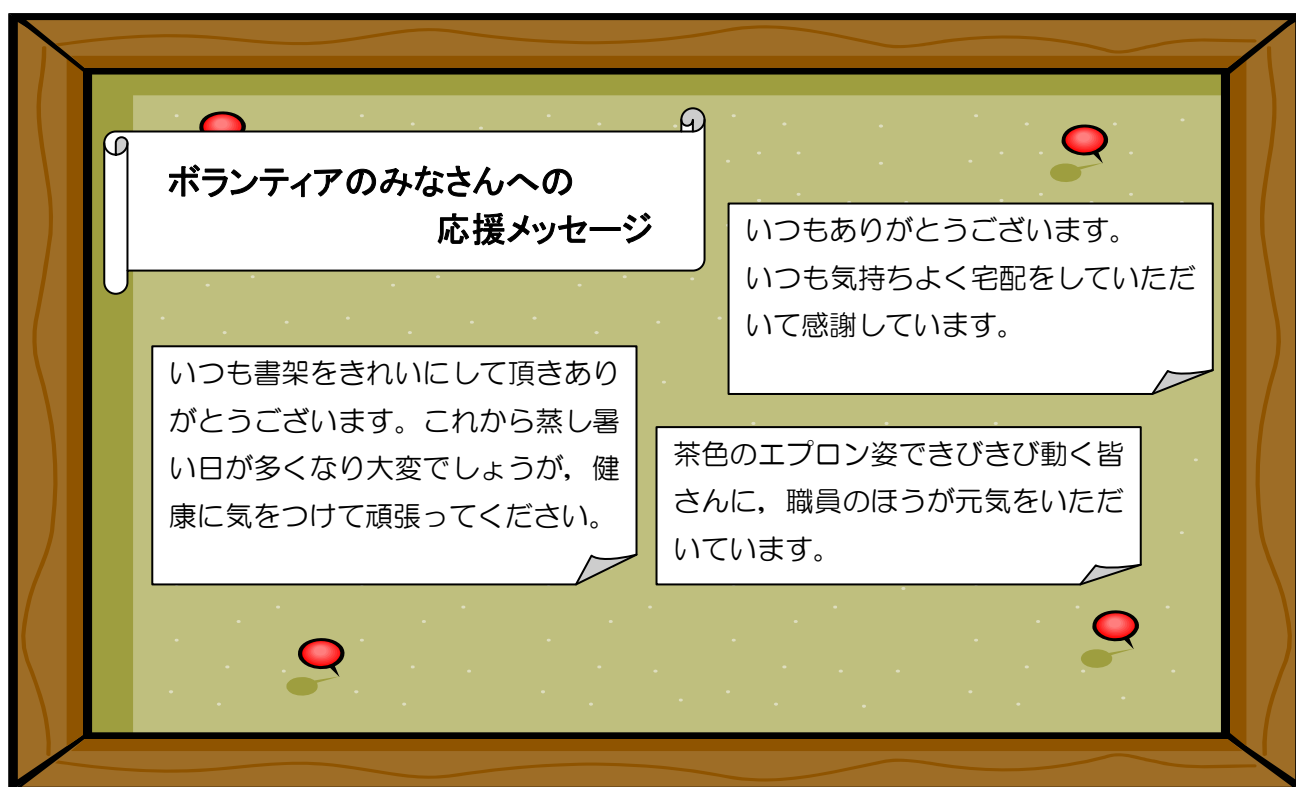 ボランティアのみなさんへの
応援メッセージ
いつもありがとうございます。
いつも気持ちよく宅配をしていただ
いて感謝しています。
いつも書架をきれいにして頂きあり
がとうございます。これから蒸し暑
い日が多くなり大変でしょうが，健
康に気をつけて頑張ってください。
茶色のエプロン姿できびきび動く皆
さんに，職員のほうが元気をいただ
いています。